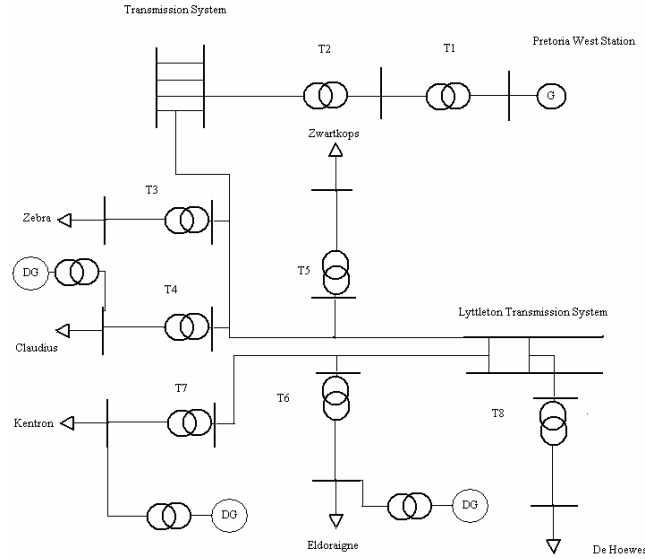 Transmission System
T2
T1
Pretoria West Station
G
Zwartkops
T3
Zebra
DG
T4
T5
Claudius
Lyttleton Transmission System
T7
T6
T8
Kentron
DG
DG
Eldoraigne
De Hoewes